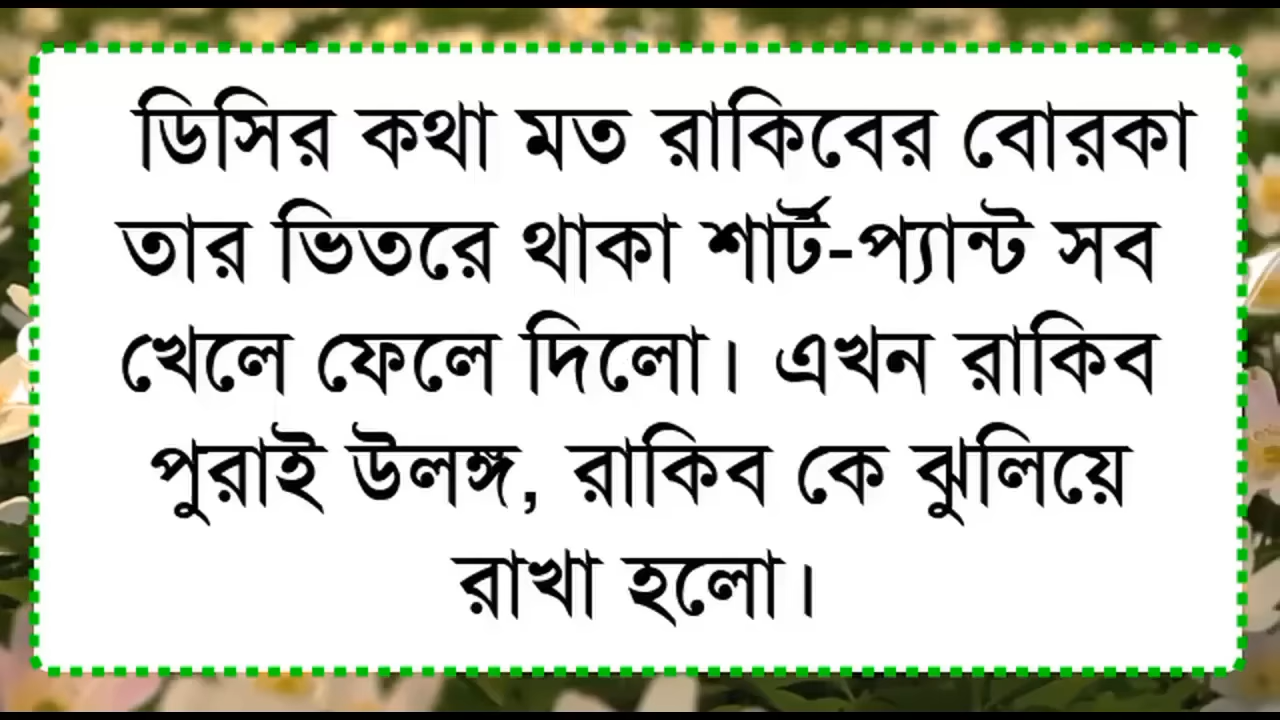 ডিসির কথা মত রাকিবের বোরকা
তার ভিতরে থাকা শার্ট-প্যান্ট সব
খেলে ফেলে দিলো। এখন রাকিব
পুরাই উলঙ্গ, রাকিব কে ঝুলিয়ে
রাখা হলো।